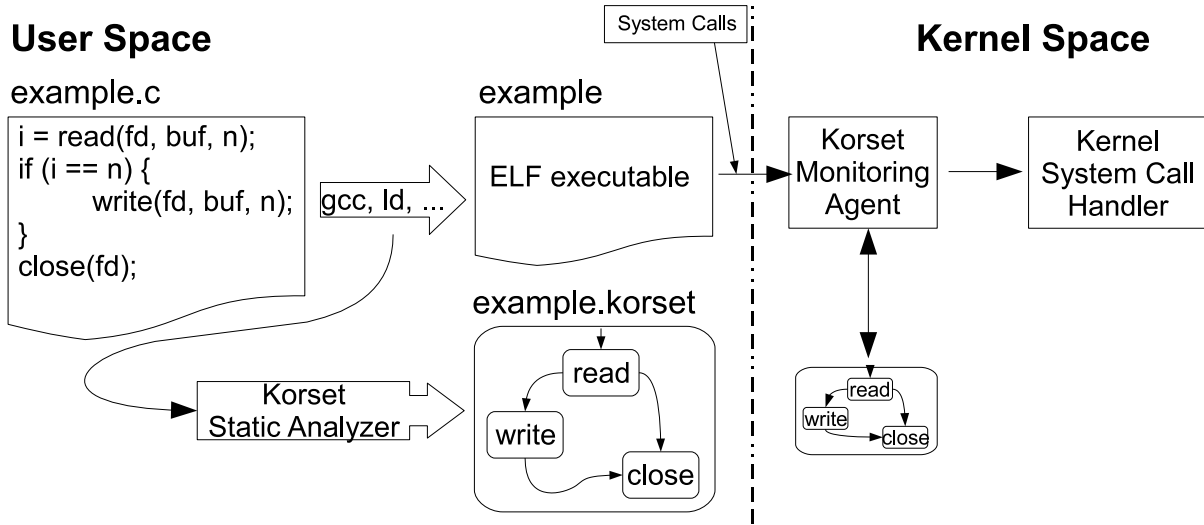 User Space
System Calls
Kernel Space
example.c
i = read(fd, buf, n);
if (i == n) {
write(fd, buf, n);
}
close(fd);
gcc, ld, ...
example
ELF executable
Korset
Monitoring
Agent
Kernel
System Call
Handler
example.korset
read
write
close
Korset
Static Analyzer
read
write
close